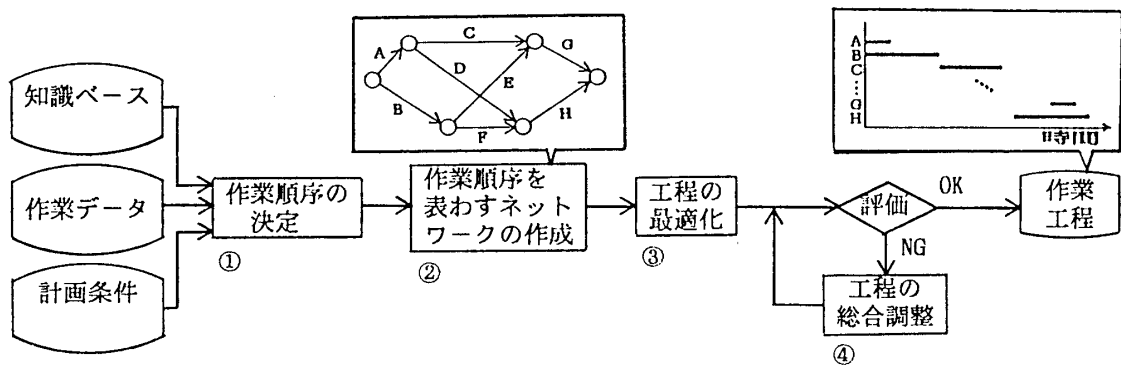 知識ベース
作業データ
計画条件
作業順序の
決定
①
A
B
C
D
E
F
G
H
作業順序を
表わすネット
ワークの作成
②
工程の
最適化
③
評価
OK
NG
工程の
総合調整
④
A
B
C
⋮
G
H
時間
作業
工程